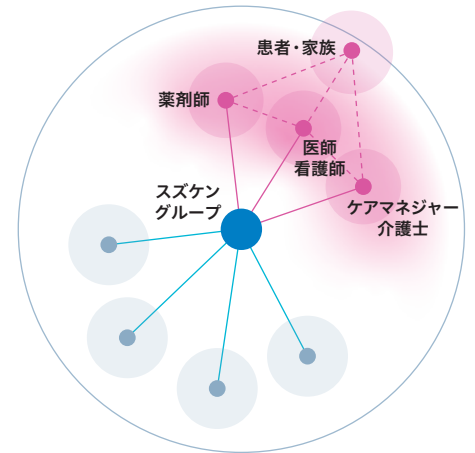 患者・家族
薬剤師
医師
看護師
スズケン
グループ
ケアマネジャー
介護士